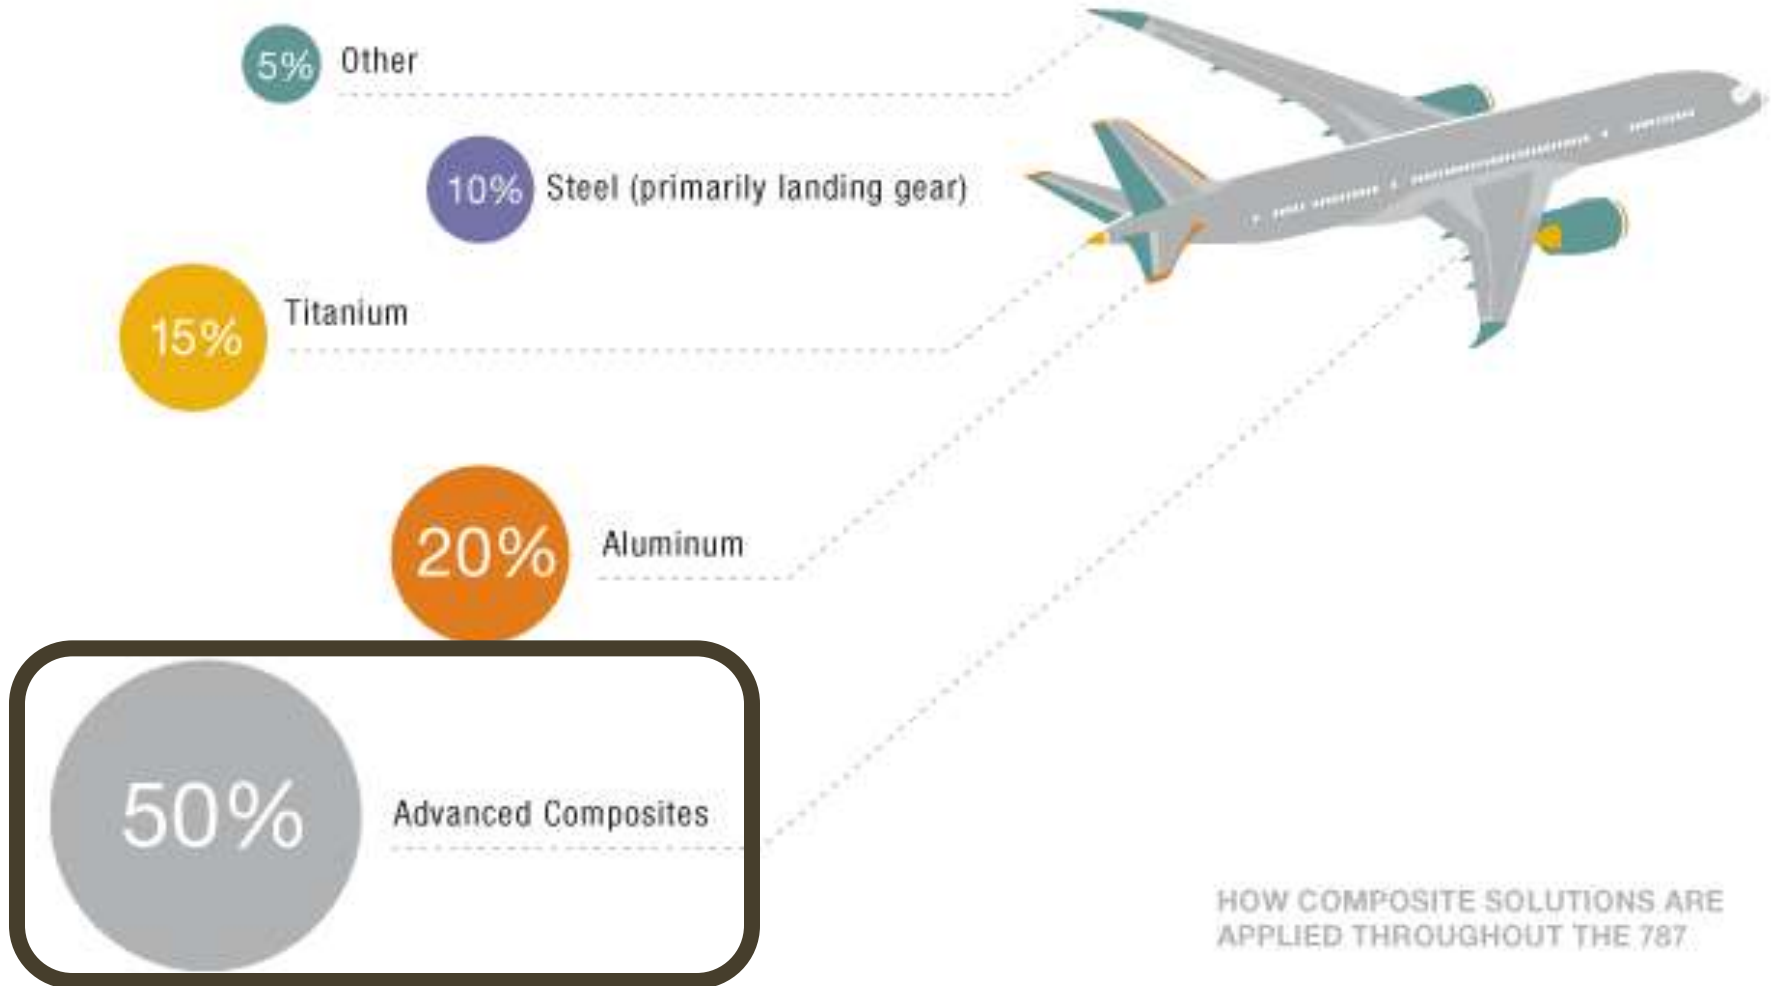 5% Other
10% Steel (primarily landing gear)
15% Titanium
20% Aluminum
50% Advanced Composites
HOW COMPOSITE SOLUTIONS ARE
APPLIED THROUGHOUT THE 787